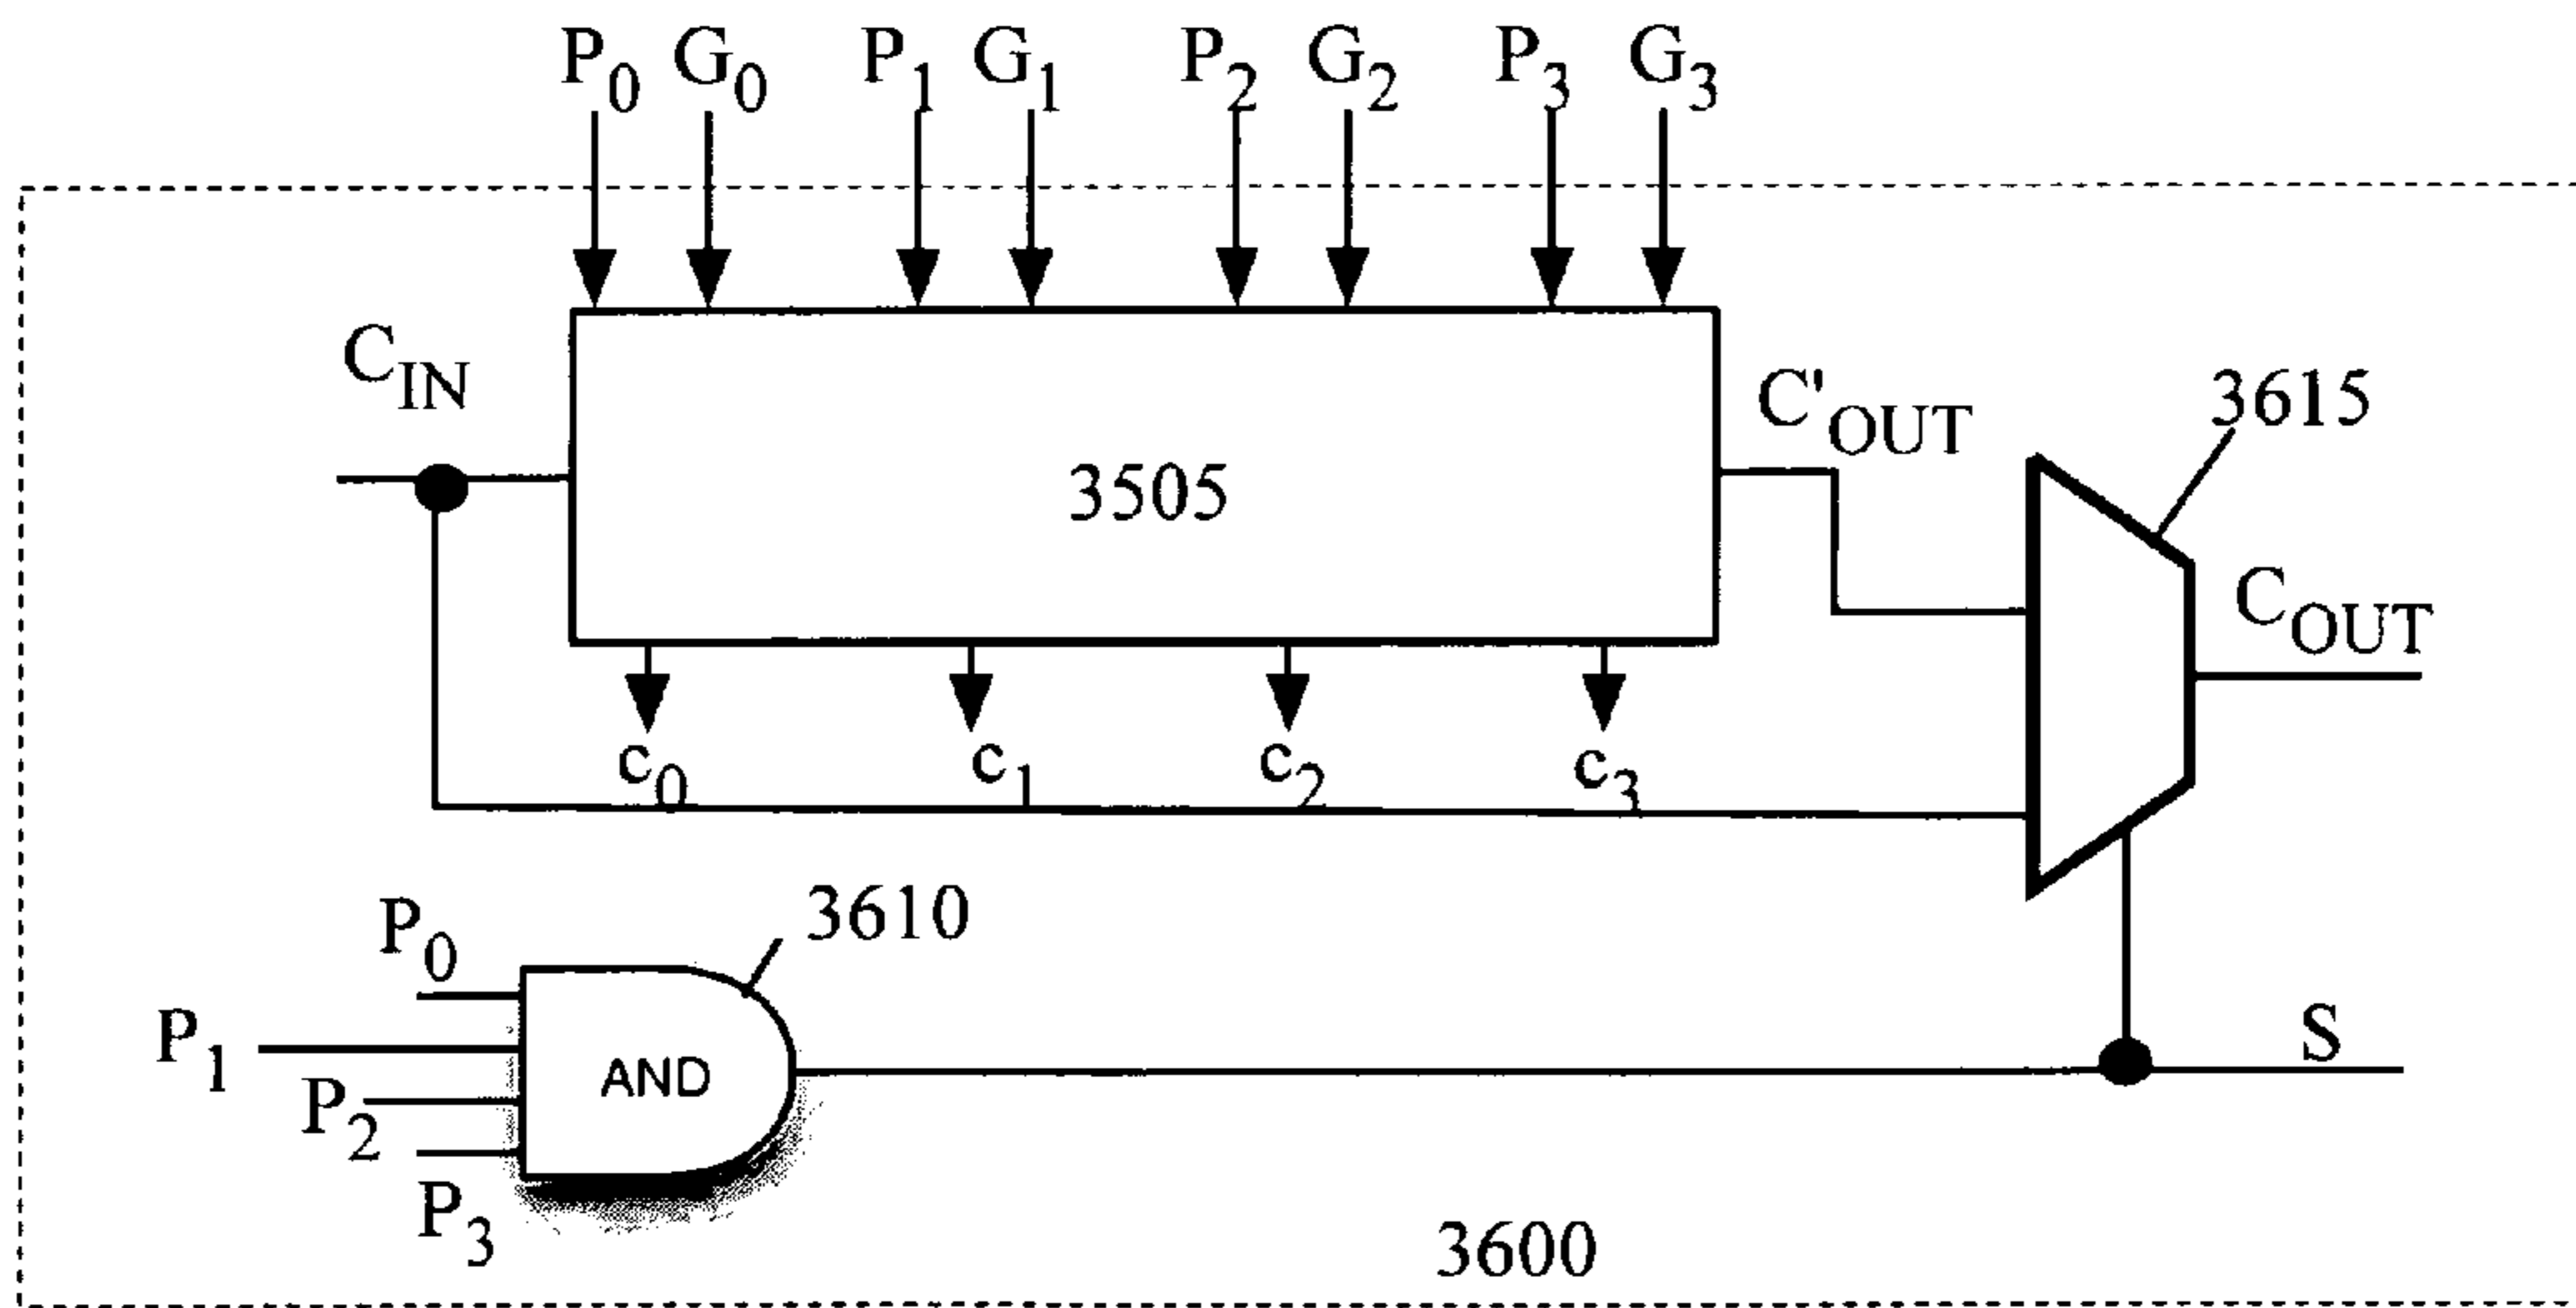 P0 G0 P1 G1 P2 G2 P3 G3
CIN
C'OUT
3615
3505
COUT
c0 c1 c2 c3
3610
P0
P1
AND
P2
P3
S
3600